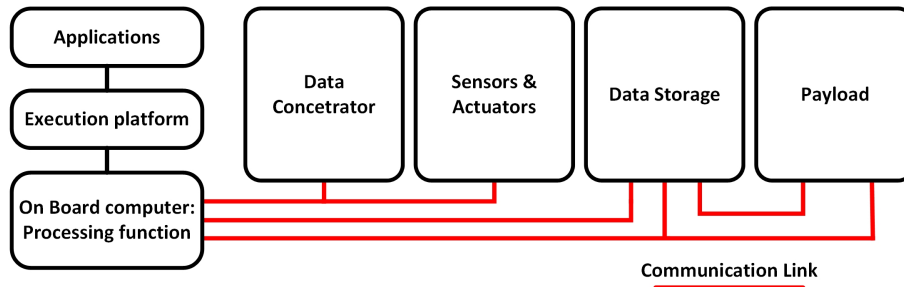 Applications
Execution platform
On Board computer:
Processing function
Data
Concetrator
Sensors &
Actuators
Data Storage
Payload
Communication Link